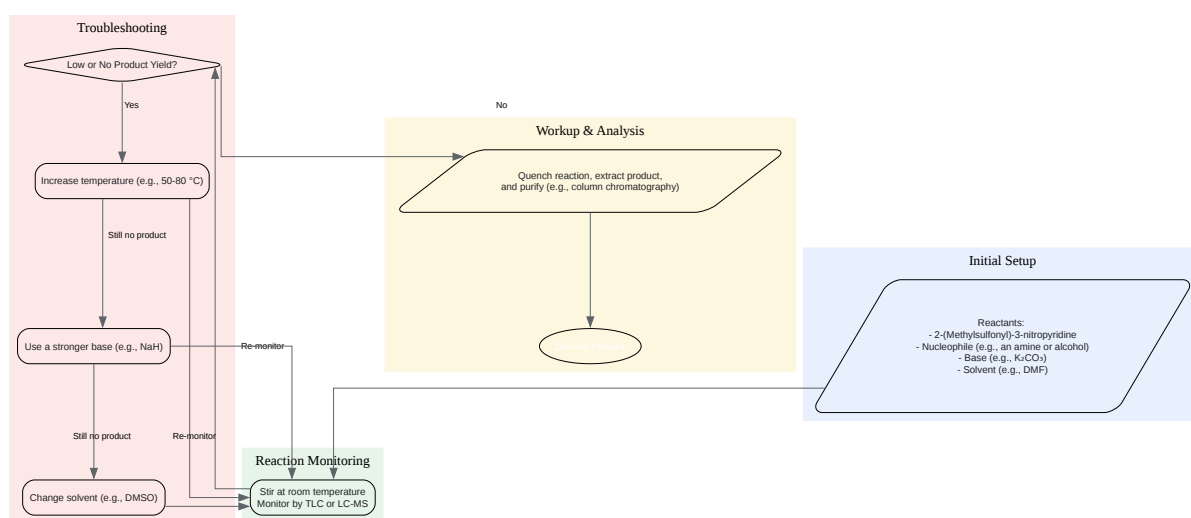 Troubleshooting
Low or No Product Yield?
Yes
Increase temperature (e.g., 50-80 °C)
Still no product
Use a stronger base (e.g., NaH)
Re-monitor
Still no product
Re-monitor
Change solvent (e.g., DMSO)
No
Workup & Analysis
Quench reaction, extract product,
and purify (e.g., column chromatography)
Initial Setup
Reactants:
- 2-(Methylsulfonyl)-3-nitropyridine
- Nucleophile (e.g., an amine or alcohol)
- Base (e.g., K₂CO₃)
- Solvent (e.g., DMF)
Reaction Monitoring
Stir at room temperature
Monitor by TLC or LC-MS